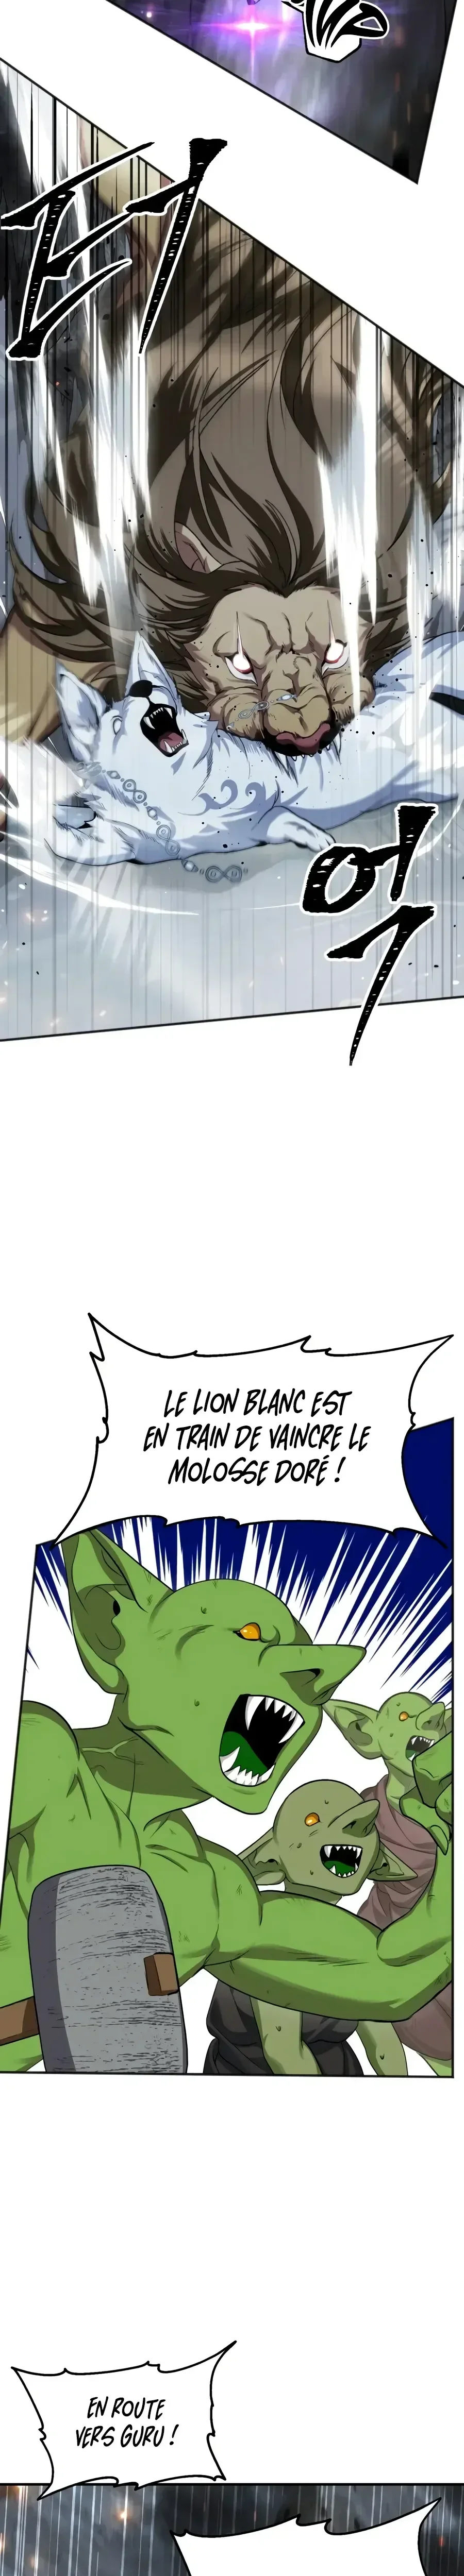 터
억
LE LION BLANC EST
EN TRAIN DE VAINCRE LE
MOLOSSE DORÉ !
EN ROUTE
VERS GURU !